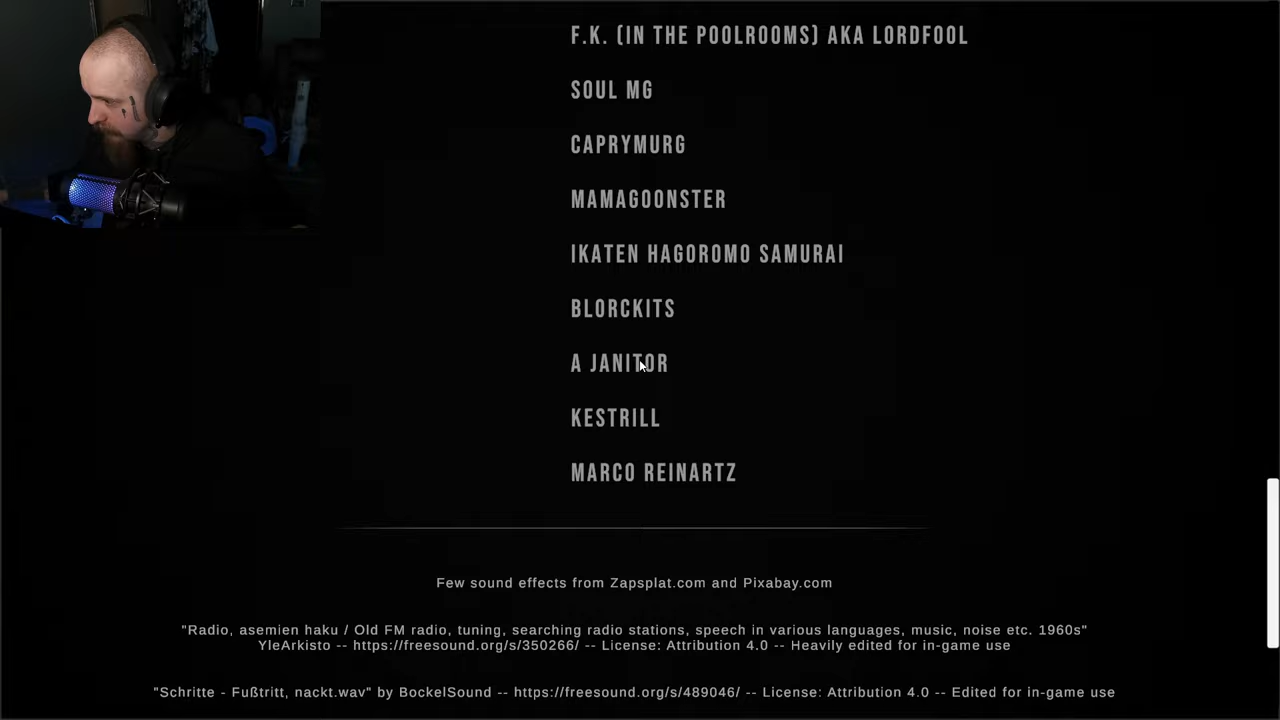 F.K. (IN THE POOLROOMS) AKA LORDFOOL
SOUL MG
CAPRYMURG
MAMAGOONSTER
IKATEN HAGOROMO SAMURAI
BLORCKITS
A JANITOR
KESTRILL
MARCO REINARTZ
Few sound effects from Zapsplat.com and Pixabay.com
"Radio, asemien haku / Old FM radio, tuning, searching radio stations, speech in various languages, music, noise etc. 1960s"
YleArkisto -- https://freesound.org/s/350266/ -- License: Attribution 4.0 -- Heavily edited for in-game use
"Schritte - Fußtritt, nackt.wav" by BockelSound -- https://freesound.org/s/489046/ -- License: Attribution 4.0 -- Edited for in-game use